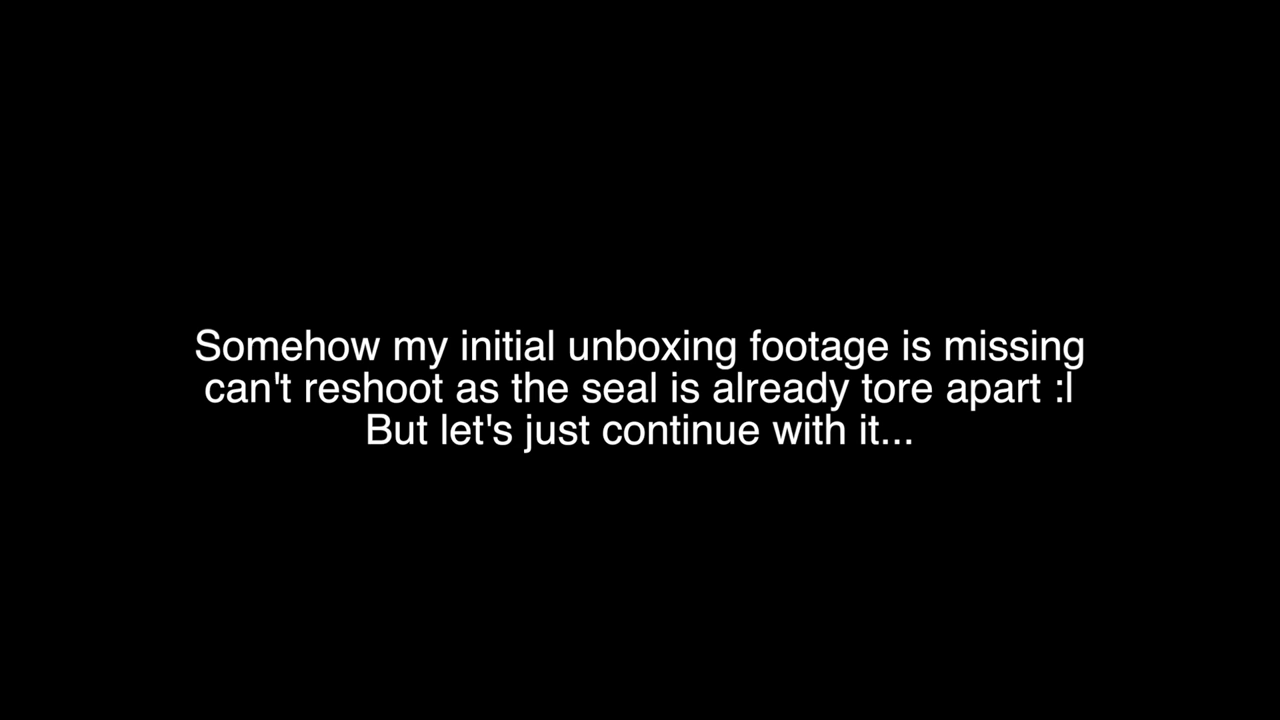 Somehow my initial unboxing footage is missing
can't reshoot as the seal is already tore apart :l
But let's just continue with it...